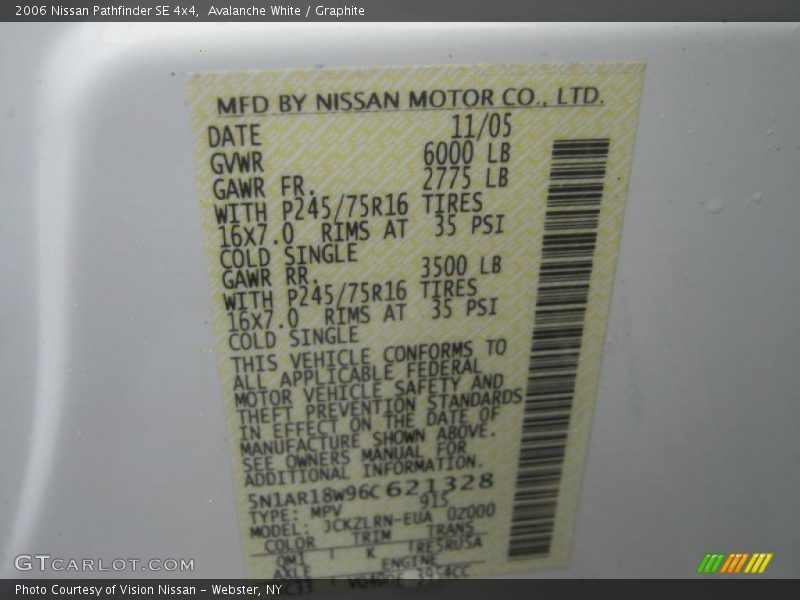 2006 Nissan Pathfinder SE 4x4, Avalanche White / Graphite
MFD BY NISSAN MOTOR CO., LTD.
DATE 11/05
GVWR 6000 LB
GAWR FR. 2775 LB
WITH P245/75R16 TIRES
16X7.0 RIMS AT 35 PSI
COLD SINGLE
GAWR RR. 3500 LB
WITH P245/75R16 TIRES
16X7.0 RIMS AT 35 PSI
COLD SINGLE
THIS VEHICLE CONFORMS TO
ALL APPLICABLE FEDERAL
MOTOR VEHICLE SAFETY AND
THEFT PREVENTION STANDARDS
IN EFFECT ON THE DATE OF
MANUFACTURE SHOWN ABOVE.
SEE OWNERS MANUAL FOR
ADDITIONAL INFORMATION.
5N1AR18W96C 621328
TYPE: MPV 915
MODEL: JCKZLRN-EUA 0Z000
COLOR TRIM TRANS
QM1 K TRE5RU5A
AXLE ENGINE
3954CC
GTCARLOT.COM
Photo Courtesy of Vision Nissan - Webster, NY